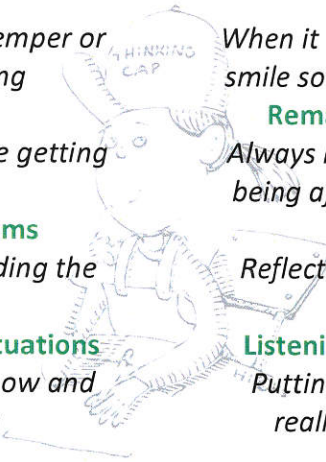 emper or
ng
e getting
ms
ding the
tuations
ow and
THINKING
CAP
When it
smile so
Rema
Always
being a
Reflect
Listeni
Puttin
reall